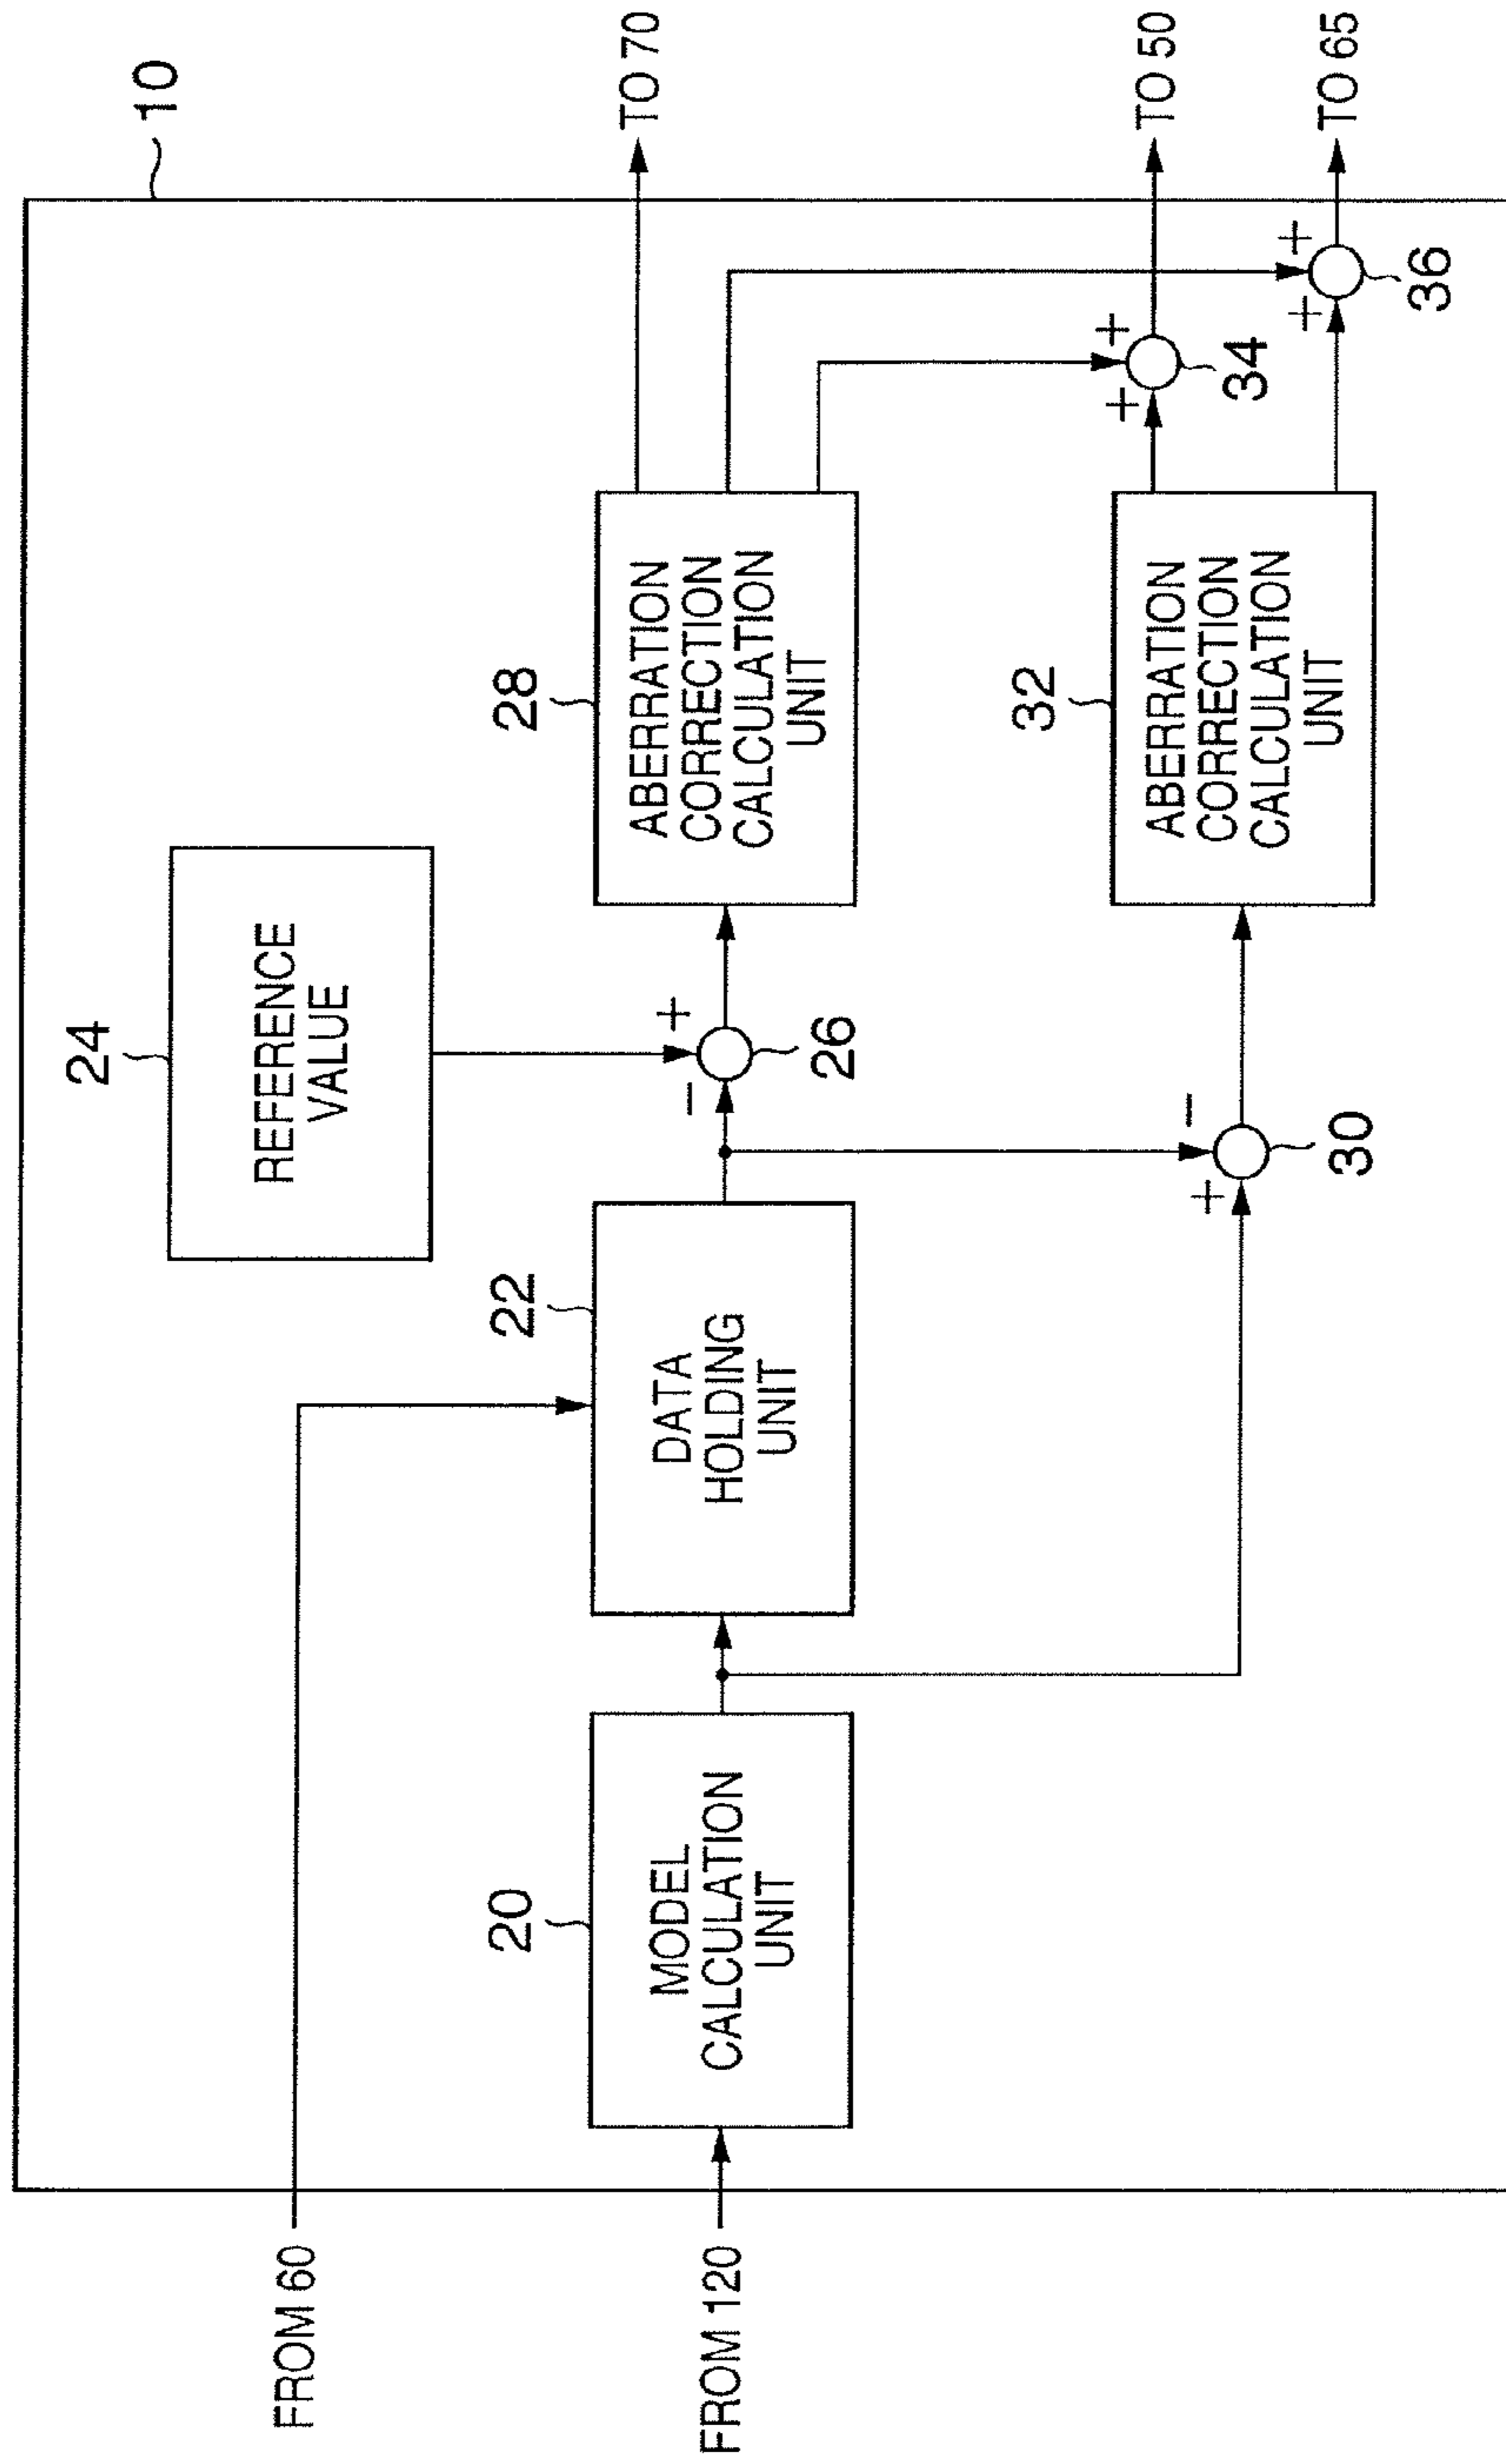 10
24
REFERENCE
VALUE
FROM 60
TO 70
20
MODEL
CALCULATION
UNIT
22
DATA
HOLDING
UNIT
−
+
26
28
ABERRATION
CORRECTION
CALCULATION
UNIT
FROM 120
+
−
30
32
ABERRATION
CORRECTION
CALCULATION
UNIT
+
+
34
TO 50
+
+
36
TO 65